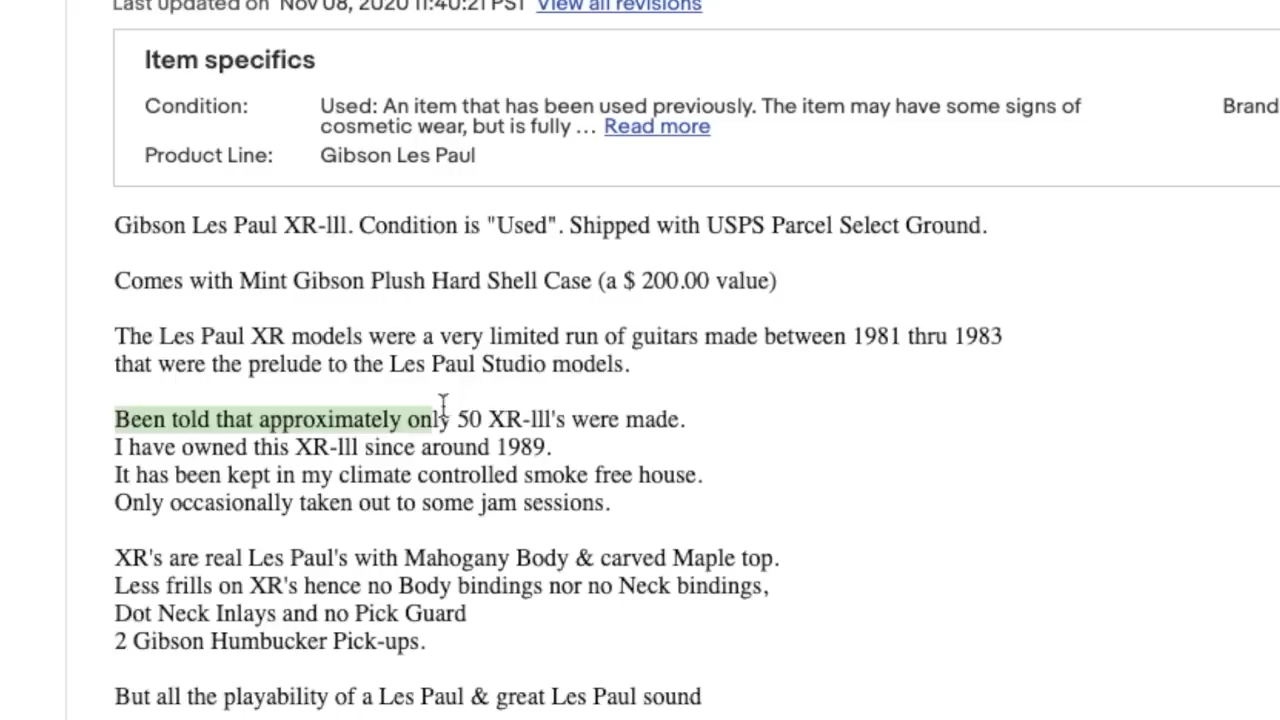 Last updated on Nov 08, 2020 11:40:21 PST View all revisions
Item specifics
Condition: Used: An item that has been used previously. The item may have some signs of Brand
cosmetic wear, but is fully ... Read more
Product Line: Gibson Les Paul
Gibson Les Paul XR-lll. Condition is "Used". Shipped with USPS Parcel Select Ground.
Comes with Mint Gibson Plush Hard Shell Case (a $ 200.00 value)
The Les Paul XR models were a very limited run of guitars made between 1981 thru 1983
that were the prelude to the Les Paul Studio models.
Been told that approximately only 50 XR-lll's were made.
I have owned this XR-lll since around 1989.
It has been kept in my climate controlled smoke free house.
Only occasionally taken out to some jam sessions.
XR's are real Les Paul's with Mahogany Body & carved Maple top.
Less frills on XR's hence no Body bindings nor no Neck bindings,
Dot Neck Inlays and no Pick Guard
2 Gibson Humbucker Pick-ups.
But all the playability of a Les Paul & great Les Paul sound